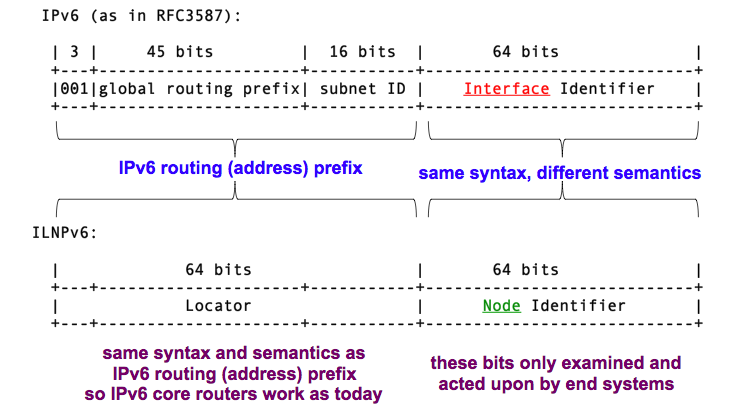 IPv6 (as in RFC3587):
| 3 | 45 bits | 16 bits | 64 bits |
+---+---------------------+-----------+--------------------------+
|001|global routing prefix| subnet ID | Interface Identifier |
+---+---------------------+-----------+--------------------------+
IPv6 routing (address) prefix
same syntax, different semantics
ILNPv6:
| 64 bits | 64 bits |
+---+---------------------+-----------+--------------------------+
| Locator | Node Identifier |
+---+---------------------+-----------+--------------------------+
same syntax and semantics as
IPv6 routing (address) prefix
so IPv6 core routers work as today
these bits only examined and
acted upon by end systems